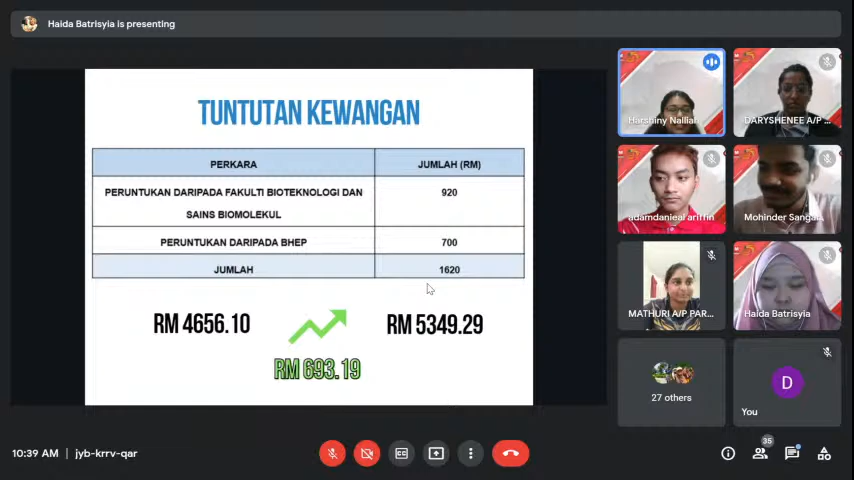 Haida Batrisyia is presenting
TUNTUTAN KEWANGAN
PERKARA
JUMLAH (RM)
PERUNTUKAN DARIPADA FAKULTI BIOTEKNOLOGI DAN
SAINS BIOMOLEKUL
920
PERUNTUKAN DARIPADA BHEP
700
JUMLAH
1620
RM 4656.10
RM 5349.29
RM 693.19
Harshiny Nalliah
DARYSHENEE A/P ...
adamdanieal ariffin
Mohinder Sangar
MATHURI A/P PAR...
Haida Batrisyia
27 others
D
You
10:39 AM | jyb-krrv-qar
35